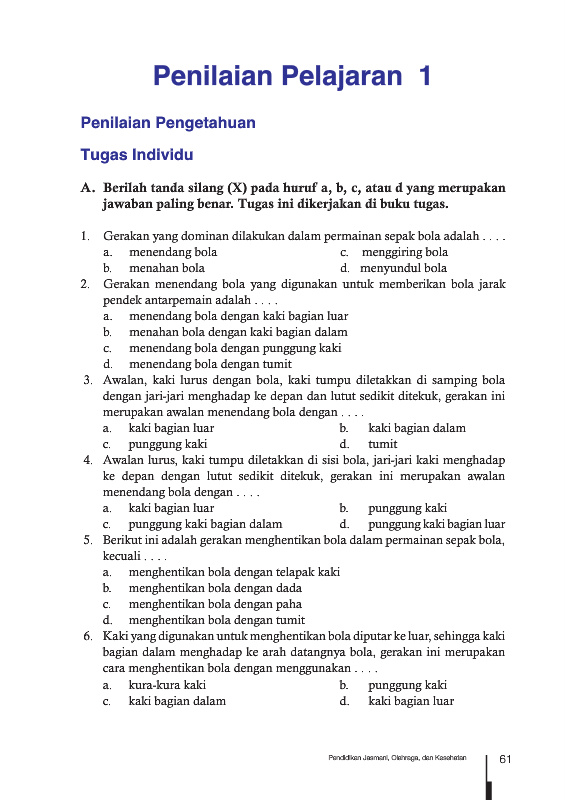 Penilaian Pelajaran 1
Penilaian Pengetahuan
Tugas Individu
A. Berilah tanda silang (X) pada huruf a, b, c, atau d yang merupakan
jawaban paling benar. Tugas ini dikerjakan di buku tugas.
1. Gerakan yang dominan dilakukan dalam permainan sepak bola adalah . . . .
a. menendang bola c. menggiring bola
b. menahan bola d. menyundul bola
2. Gerakan menendang bola yang digunakan untuk memberikan bola jarak
pendek antarpemain adalah . . . .
a. menendang bola dengan kaki bagian luar
b. menahan bola dengan kaki bagian dalam
c. menendang bola dengan punggung kaki
d. menendang bola dengan tumit
3. Awalan, kaki lurus dengan bola, kaki tumpu diletakkan di samping bola
dengan jari-jari menghadap ke depan dan lutut sedikit ditekuk, gerakan ini
merupakan awalan menendang bola dengan . . . .
a. kaki bagian luar b. kaki bagian dalam
c. punggung kaki d. tumit
4. Awalan lurus, kaki tumpu diletakkan di sisi bola, jari-jari kaki menghadap
ke depan dengan lutut sedikit ditekuk, gerakan ini merupakan awalan
menendang bola dengan . . . .
a. kaki bagian luar b. punggung kaki
c. punggung kaki bagian dalam d. punggung kaki bagian luar
5. Berikut ini adalah gerakan menghentikan bola dalam permainan sepak bola,
kecuali . . . .
a. menghentikan bola dengan telapak kaki
b. menghentikan bola dengan dada
c. menghentikan bola dengan paha
d. menghentikan bola dengan tumit
6. Kaki yang digunakan untuk menghentikan bola diputar ke luar, sehingga kaki
bagian dalam menghadap ke arah datangnya bola, gerakan ini merupakan
cara menghentikan bola dengan menggunakan . . . .
a. kura-kura kaki b. punggung kaki
c. kaki bagian dalam d. kaki bagian luar
Pendidikan Jasmani, Olahraga, dan Kesehatan 61